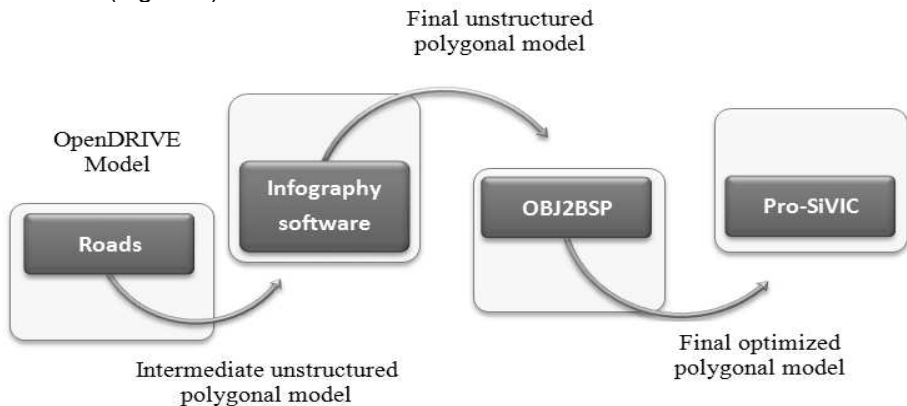 Final unstructured
polygonal model
OpenDRIVE
Model
Infography
software
Roads
OBJ2BSP
Pro-SiVIC
Intermediate unstructured
polygonal model
Final optimized
polygonal model